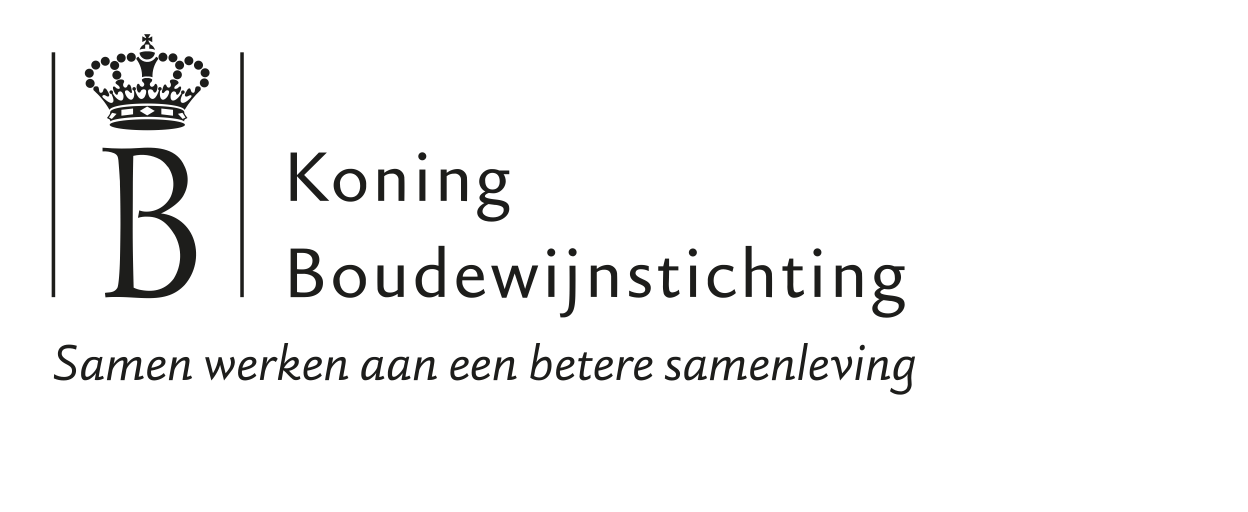 B
Koning
Boudewijnstichting
Samen werken aan een betere samenleving